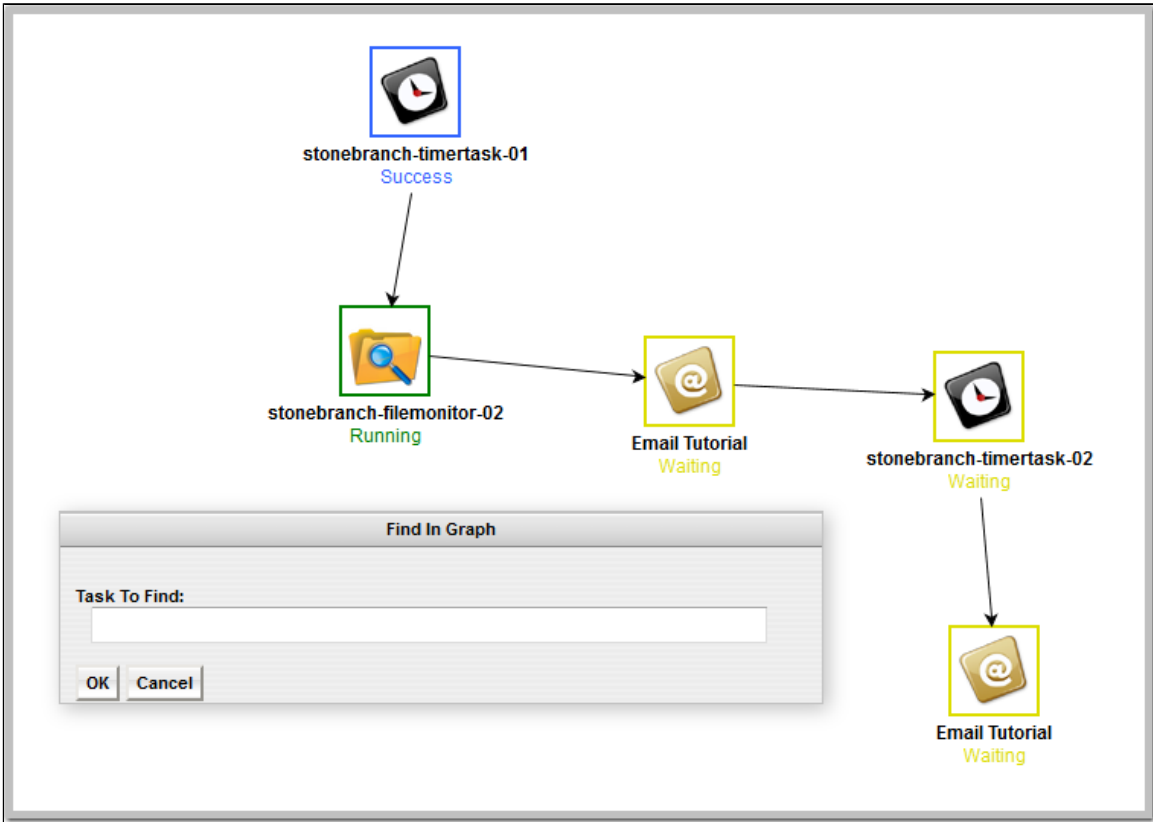 stonebranch-timertask-01
Success
stonebranch-filemonitor-02
Running
Email Tutorial
Waiting
stonebranch-timertask-02
Waiting
Find In Graph
Task To Find:
OK Cancel
Email Tutorial
Waiting